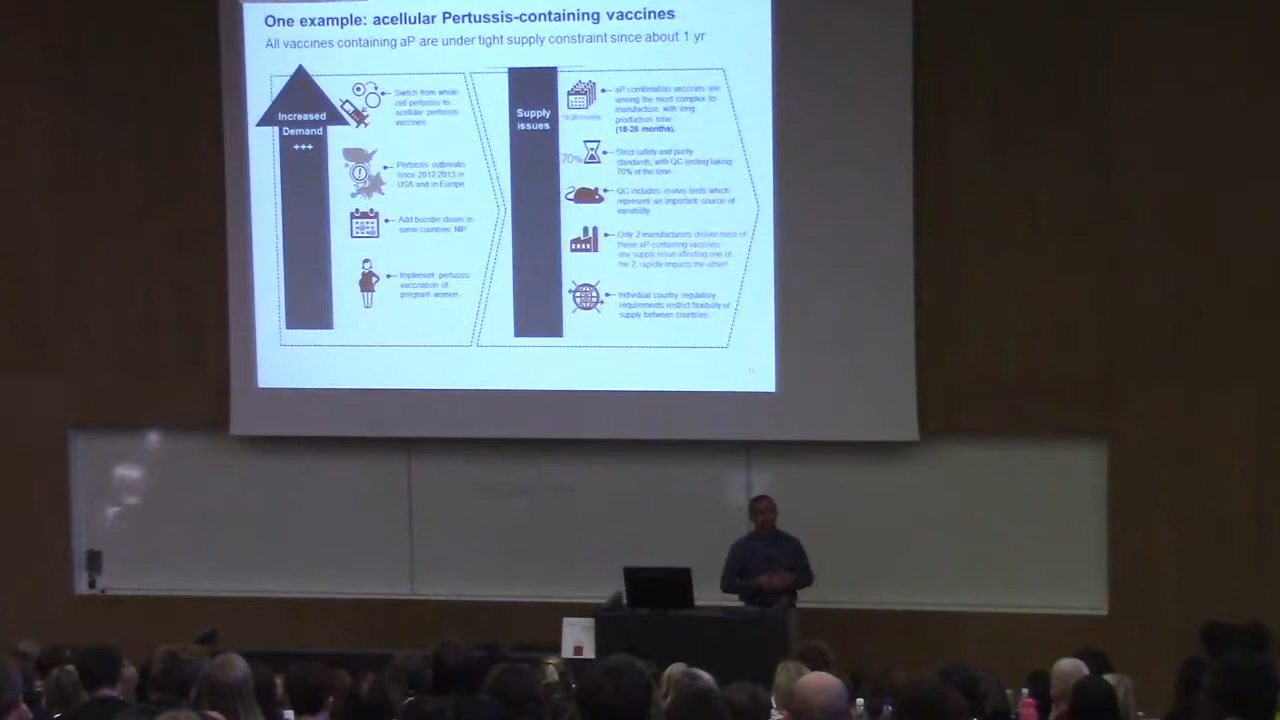 One example: acellular Pertussis-containing vaccines
All vaccines containing aP are under tight supply constraint since about 1 yr
Increased
Demand
+++
Switch from whole
cell pertussis to
acellular pertussis
vaccines
Pertussis outbreaks
since 2012-2013 in
USA and in Europe
Add booster doses in
some countries NIP
Implement pertussis
vaccination of
pregnant women
Supply
issues
18-26 months
aP combination vaccines are
among the most complex to
manufacture with long
production time
(18-26 months).
70%
Strict safety and purity
standards, with QC testing taking
70% of the time.
QC includes in-vivo tests which
represent an important source of
variability
Only 2 manufacturers deliver most of
these aP-containing vaccines:
any supply issue affecting one of
the 2, rapidly impacts the other!
Individual country regulatory
requirements restrict flexibility of
supply between countries